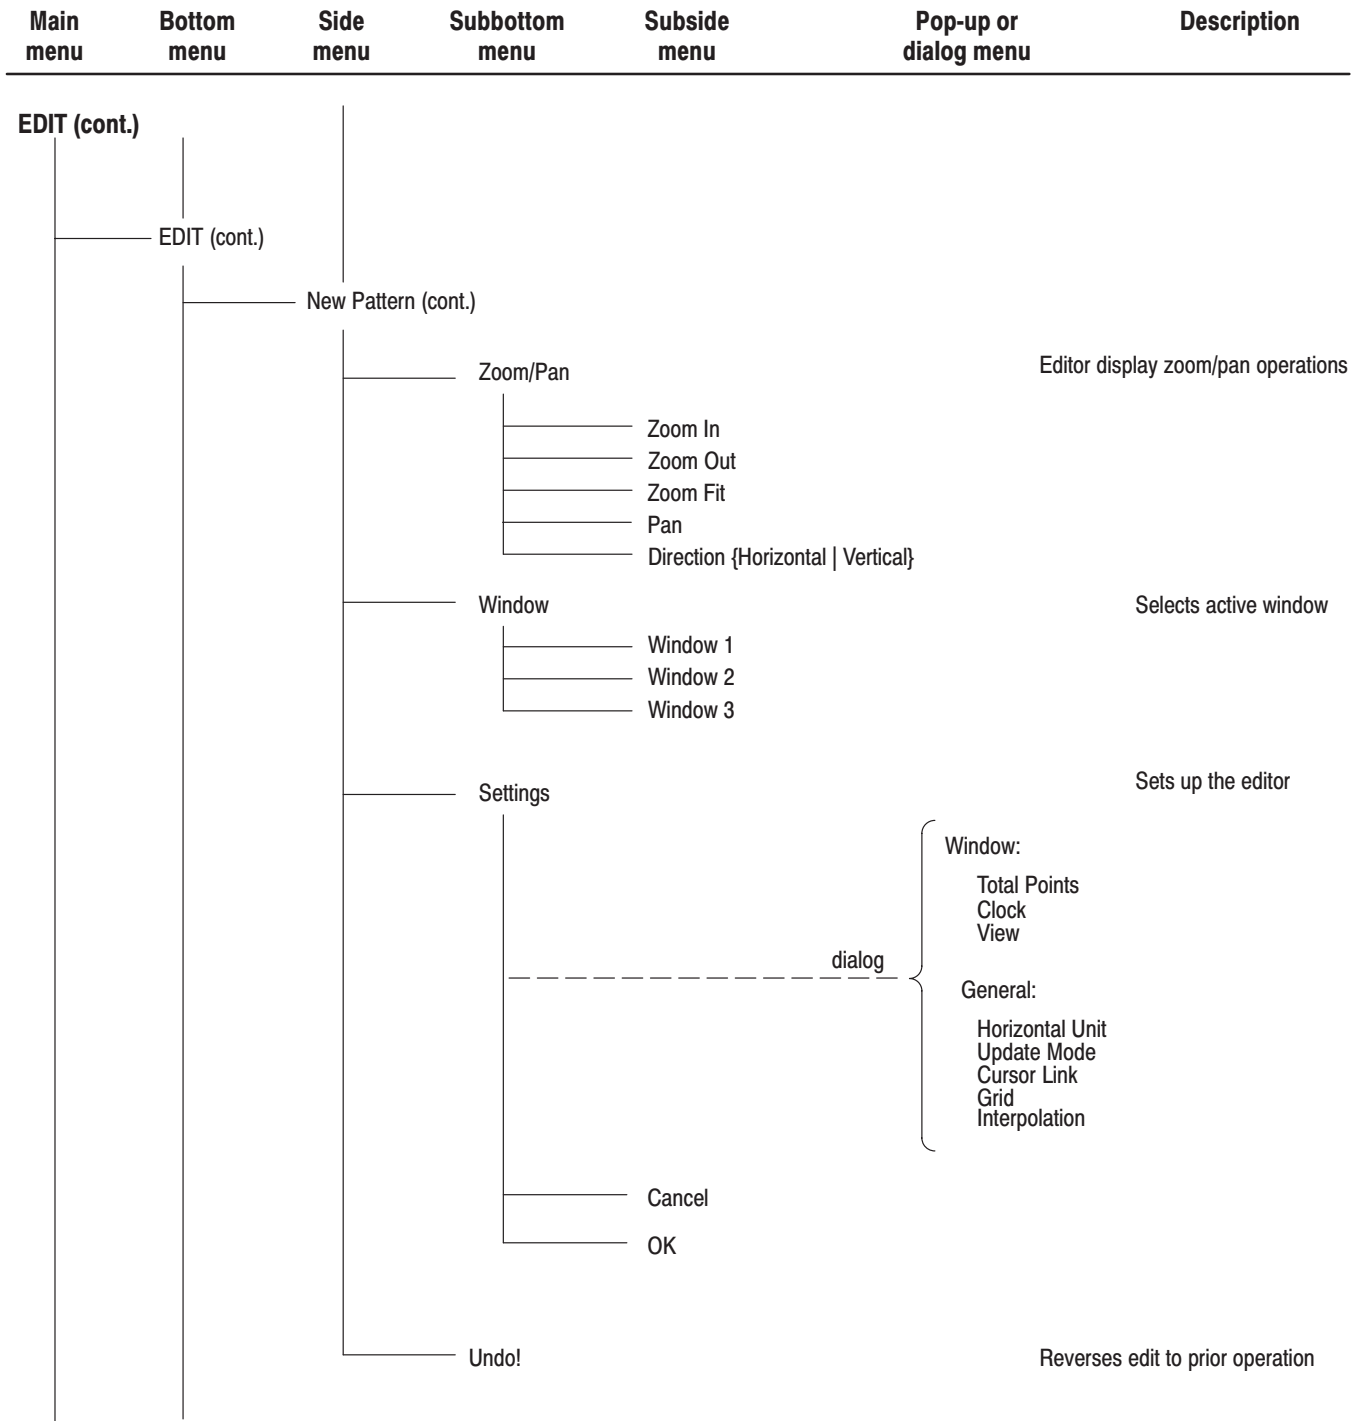 Main menu
Bottom menu
Side menu
Subbottom menu
Subside menu
Pop-up or dialog menu
Description
EDIT (cont.)
EDIT (cont.)
New Pattern (cont.)
Zoom/Pan
Editor display zoom/pan operations
Zoom In
Zoom Out
Zoom Fit
Pan
Direction {Horizontal | Vertical}
Window
Selects active window
Window 1
Window 2
Window 3
Settings
Sets up the editor
Window:
Total Points
Clock
View
dialog
General:
Horizontal Unit
Update Mode
Cursor Link
Grid
Interpolation
Cancel
OK
Undo!
Reverses edit to prior operation